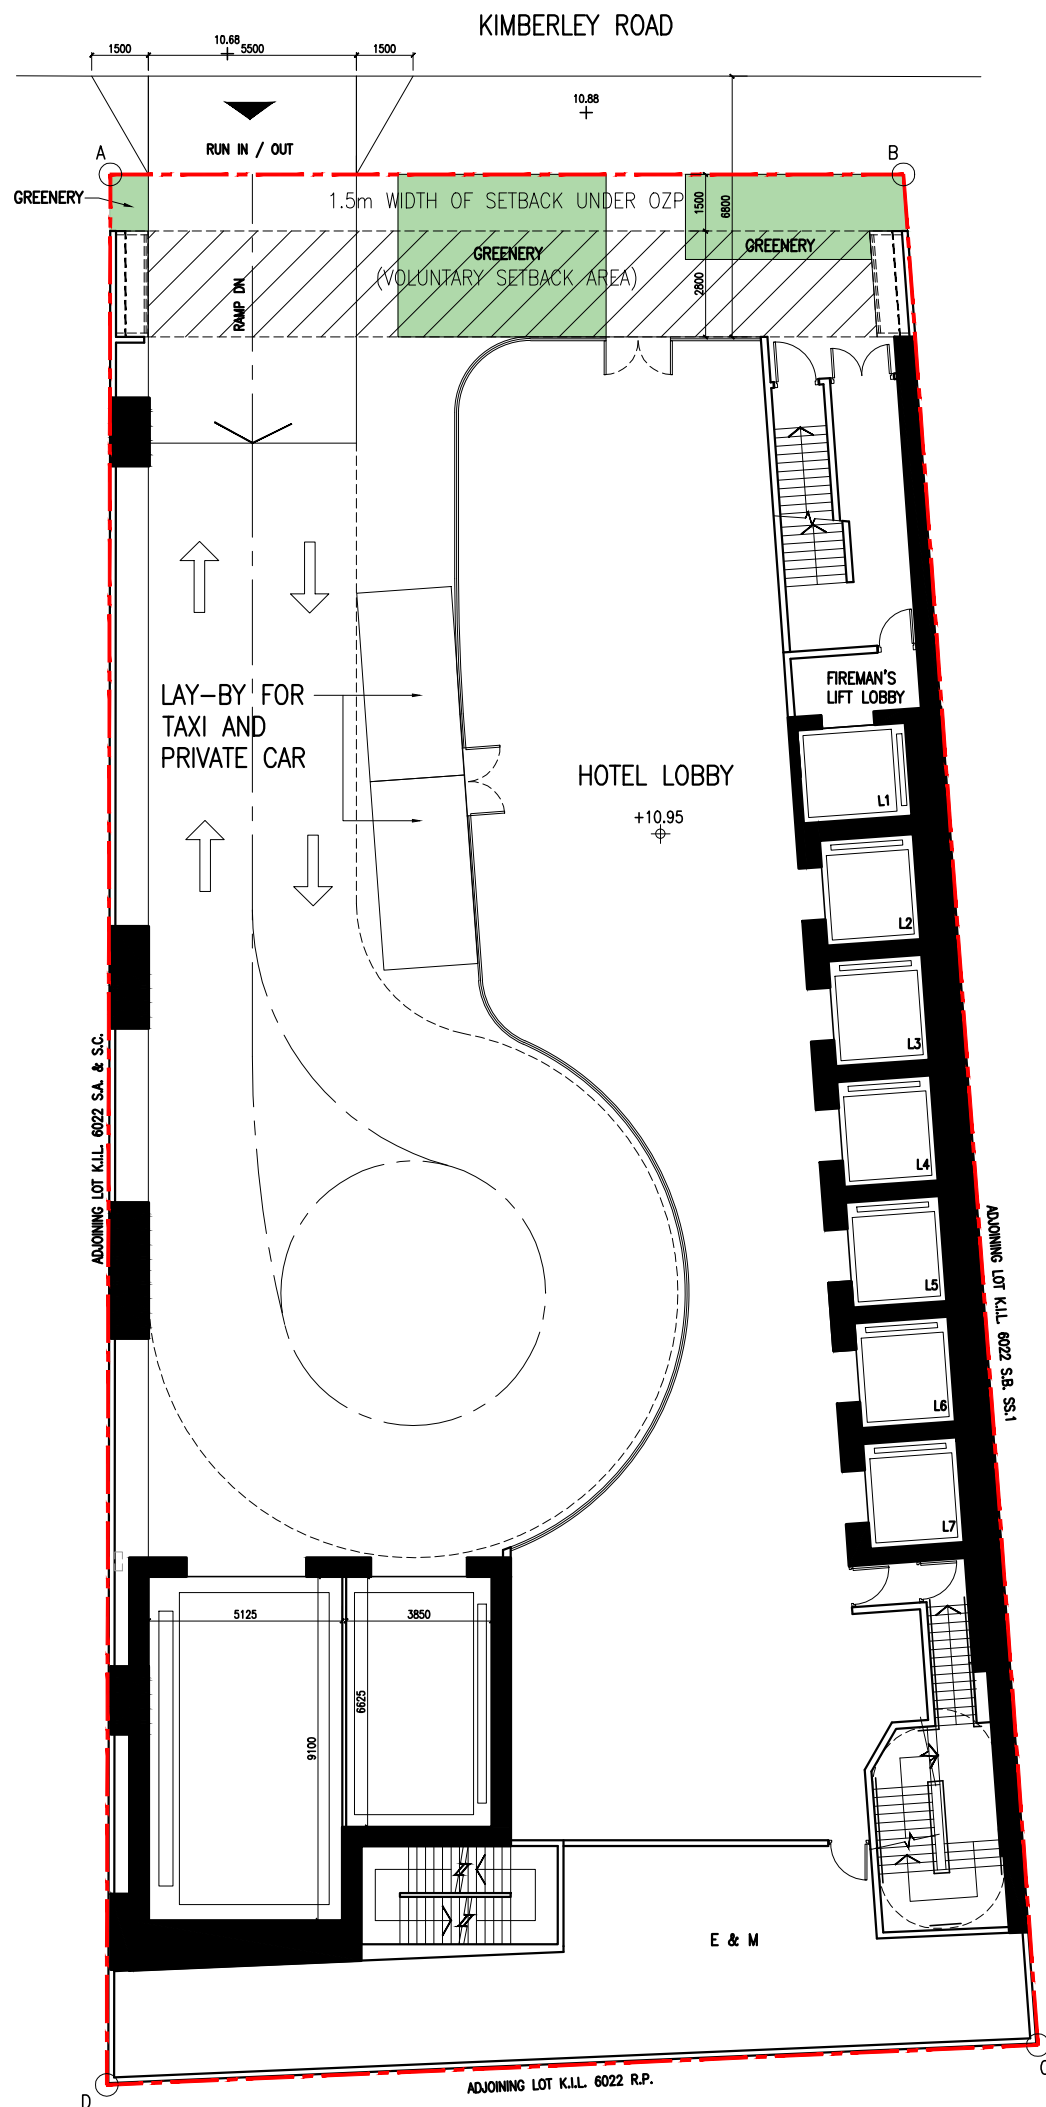 KIMBERLEY ROAD
1500
10.68
5500
1500
10.88
RUN IN / OUT
A
B
GREENERY
1.5m WIDTH OF SETBACK UNDER OZP
1500
6800
GREENERY
GREENERY
(VOLUNTARY SETBACK AREA)
2800
RAMP DN
FIREMAN'S
LIFT LOBBY
LAY-BY FOR
TAXI AND
PRIVATE CAR
HOTEL LOBBY
+10.95
L1
L2
L3
L4
L5
L6
L7
ADJOINING LOT K.I.L. 6022 S.A. & S.C.
ADJOINING LOT K.I.L. 6022 S.B. SS.1
5125
3850
6625
9100
E & M
C
D
ADJOINING LOT K.I.L. 6022 R.P.